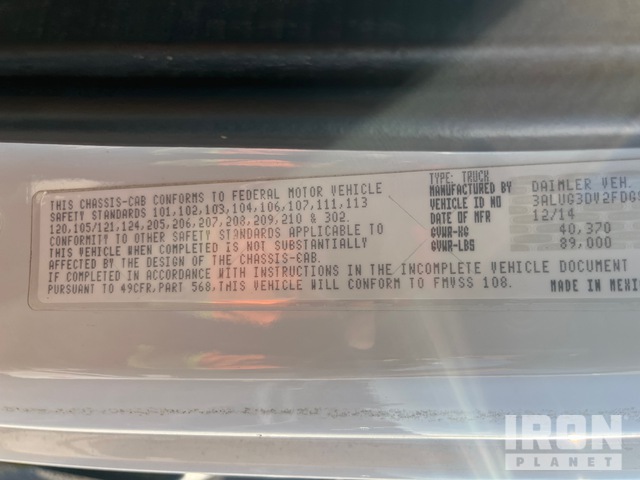 THIS CHASSIS-CAB CONFORMS TO FEDERAL MOTOR VEHICLE
SAFETY STANDARDS 101,102,103,104,106,107,111,113
120,105/121,124,205,206,207,208,209,210 & 302.
CONFORMITY TO OTHER SAFETY STANDARDS APPLICABLE TO
THIS VEHICLE WHEN COMPLETED IS NOT SUBSTANTIALLY
AFFECTED BY THE DESIGN OF THE CHASSIS-CAB.
IN ACCORDANCE WITH INSTRUCTIONS IN THE INCOMPLETE VEHICLE DOCUMENT
PURSUANT TO 49CFR,PART 568,THIS VEHICLE WILL CONFORM TO FMVSS 108.
TYPE: TRUCK
MANUFACTURED BY DAIMLER VEH.
VEHICLE ID NO
DATE OF MFR 12/14
GVWR-KG 40,370
GVWR-LBS 89,000
MADE IN MEXIC
IRON
PLANET